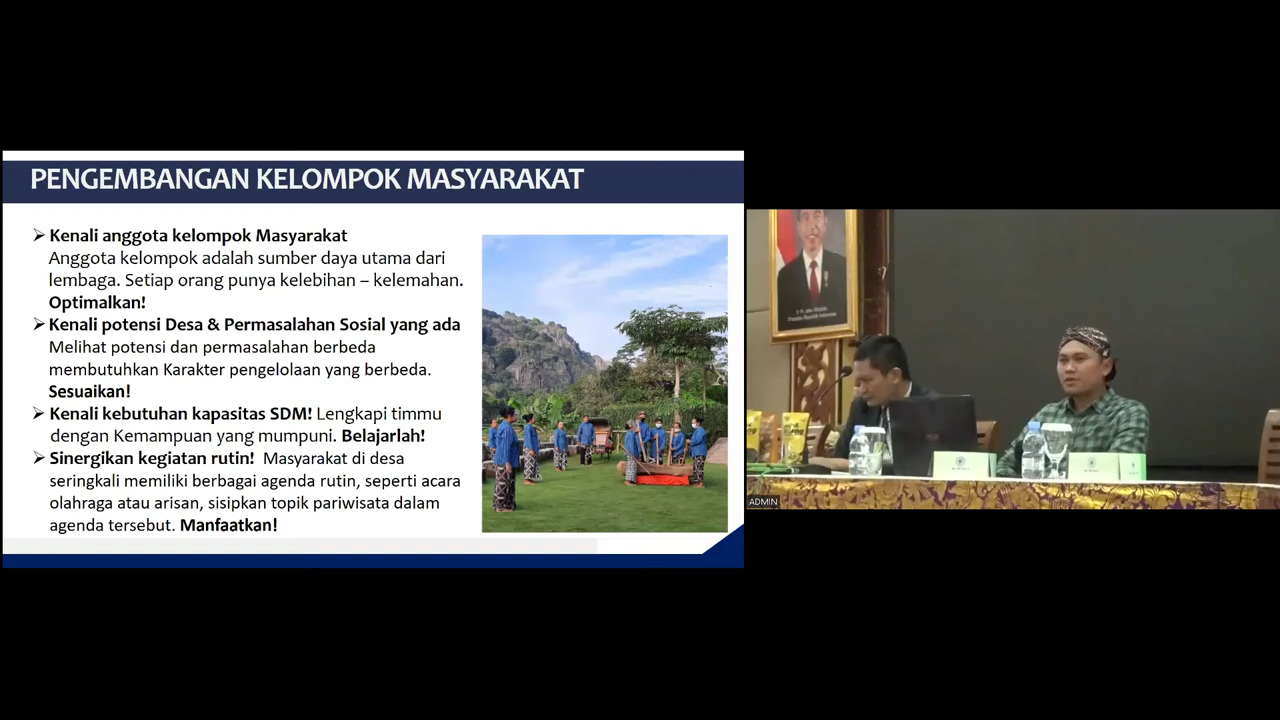 PENGEMBANGAN KELOMPOK MASYARAKAT
➢ Kenali anggota kelompok Masyarakat
Anggota kelompok adalah sumber daya utama dari
lembaga. Setiap orang punya kelebihan – kelemahan.
Optimalkan!
➢ Kenali potensi Desa & Permasalahan Sosial yang ada
Melihat potensi dan permasalahan berbeda
membutuhkan Karakter pengelolaan yang berbeda.
Sesuaikan!
➢ Kenali kebutuhan kapasitas SDM! Lengkapi timmu
dengan Kemampuan yang mumpuni. Belajarlah!
➢ Sinergikan kegiatan rutin! Masyarakat di desa
seringkali memiliki berbagai agenda rutin, seperti acara
olahraga atau arisan, sisipkan topik pariwisata dalam
agenda tersebut. Manfaatkan!
ADMIN